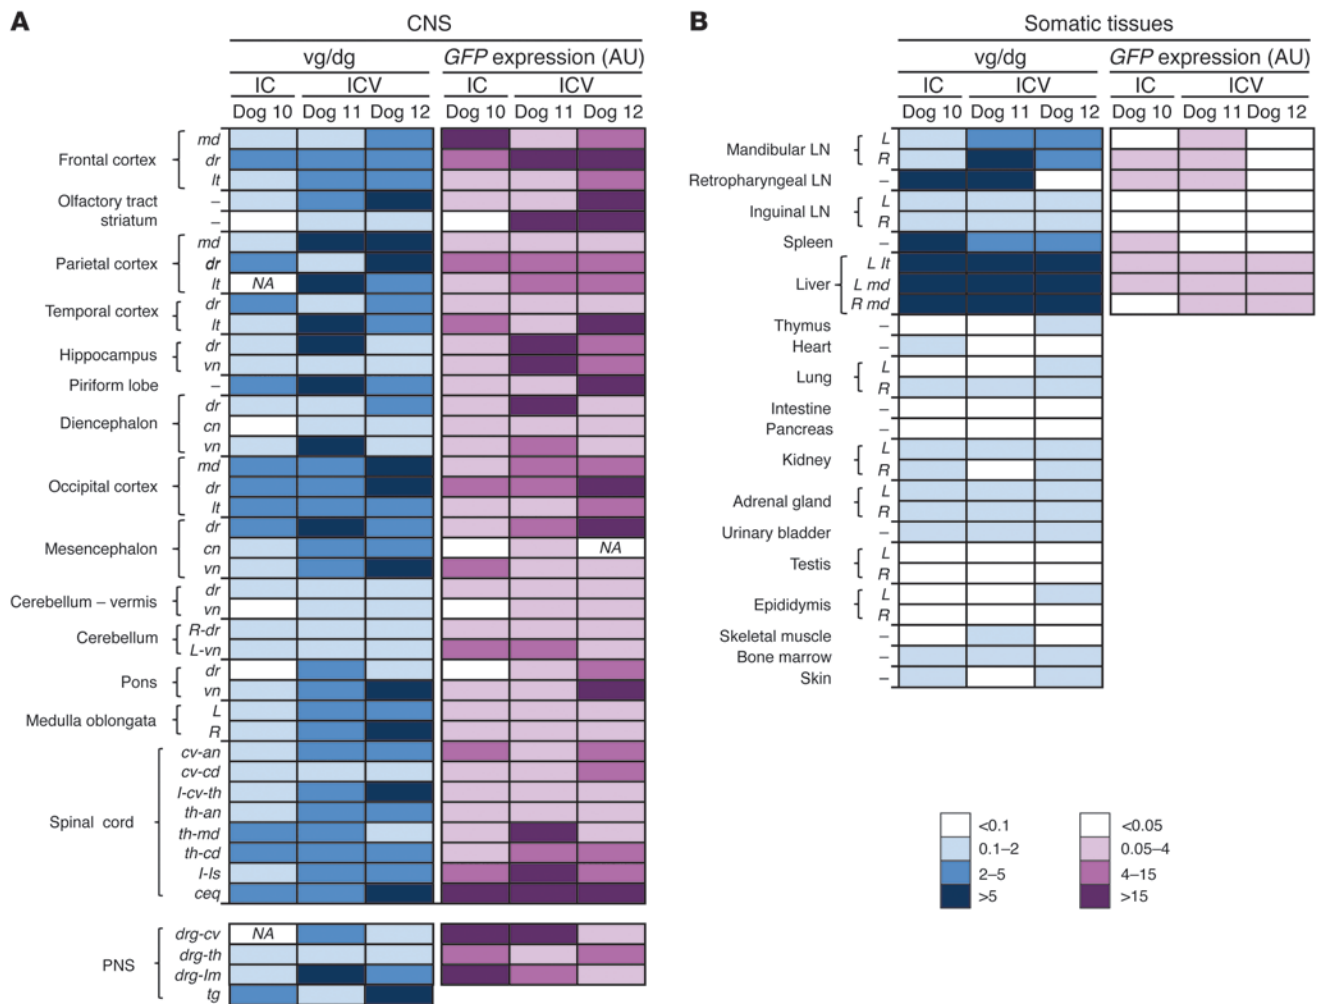 A
CNS
vg/dg GFP expression (AU)
IC ICV IC ICV
Dog 10 Dog 11 Dog 12 Dog 10 Dog 11 Dog 12
Frontal cortex
md
dr
lt
Olfactory tract –
striatum –
Parietal cortex
md
dr
lt NA
Temporal cortex
dr
lt
Hippocampus
dr
vn
Piriform lobe –
Diencephalon
dr
cn
vn
Occipital cortex
md
dr
lt
Mesencephalon
dr
cn NA
vn
Cerebellum – vermis
dr
vn
Cerebellum
R-dr
L-vn
Pons
dr
vn
Medulla oblongata
L
R
Spinal cord
cv-an
cv-cd
l-cv-th
th-an
th-md
th-cd
l-ls
ceq
PNS
drg-cv NA
drg-th
drg-lm
tg
B
Somatic tissues
vg/dg GFP expression (AU)
IC ICV IC ICV
Dog 10 Dog 11 Dog 12 Dog 10 Dog 11 Dog 12
Mandibular LN
L
R
Retropharyngeal LN –
Inguinal LN
L
R
Spleen –
Liver
L lt
L md
R md
Thymus –
Heart –
Lung
L
R
Intestine –
Pancreas –
Kidney
L
R
Adrenal gland
L
R
Urinary bladder –
Testis
L
R
Epididymis
L
R
Skeletal muscle –
Bone marrow –
Skin –
<0.1 <0.05
0.1–2 0.05–4
2–5 4–15
>5 >15